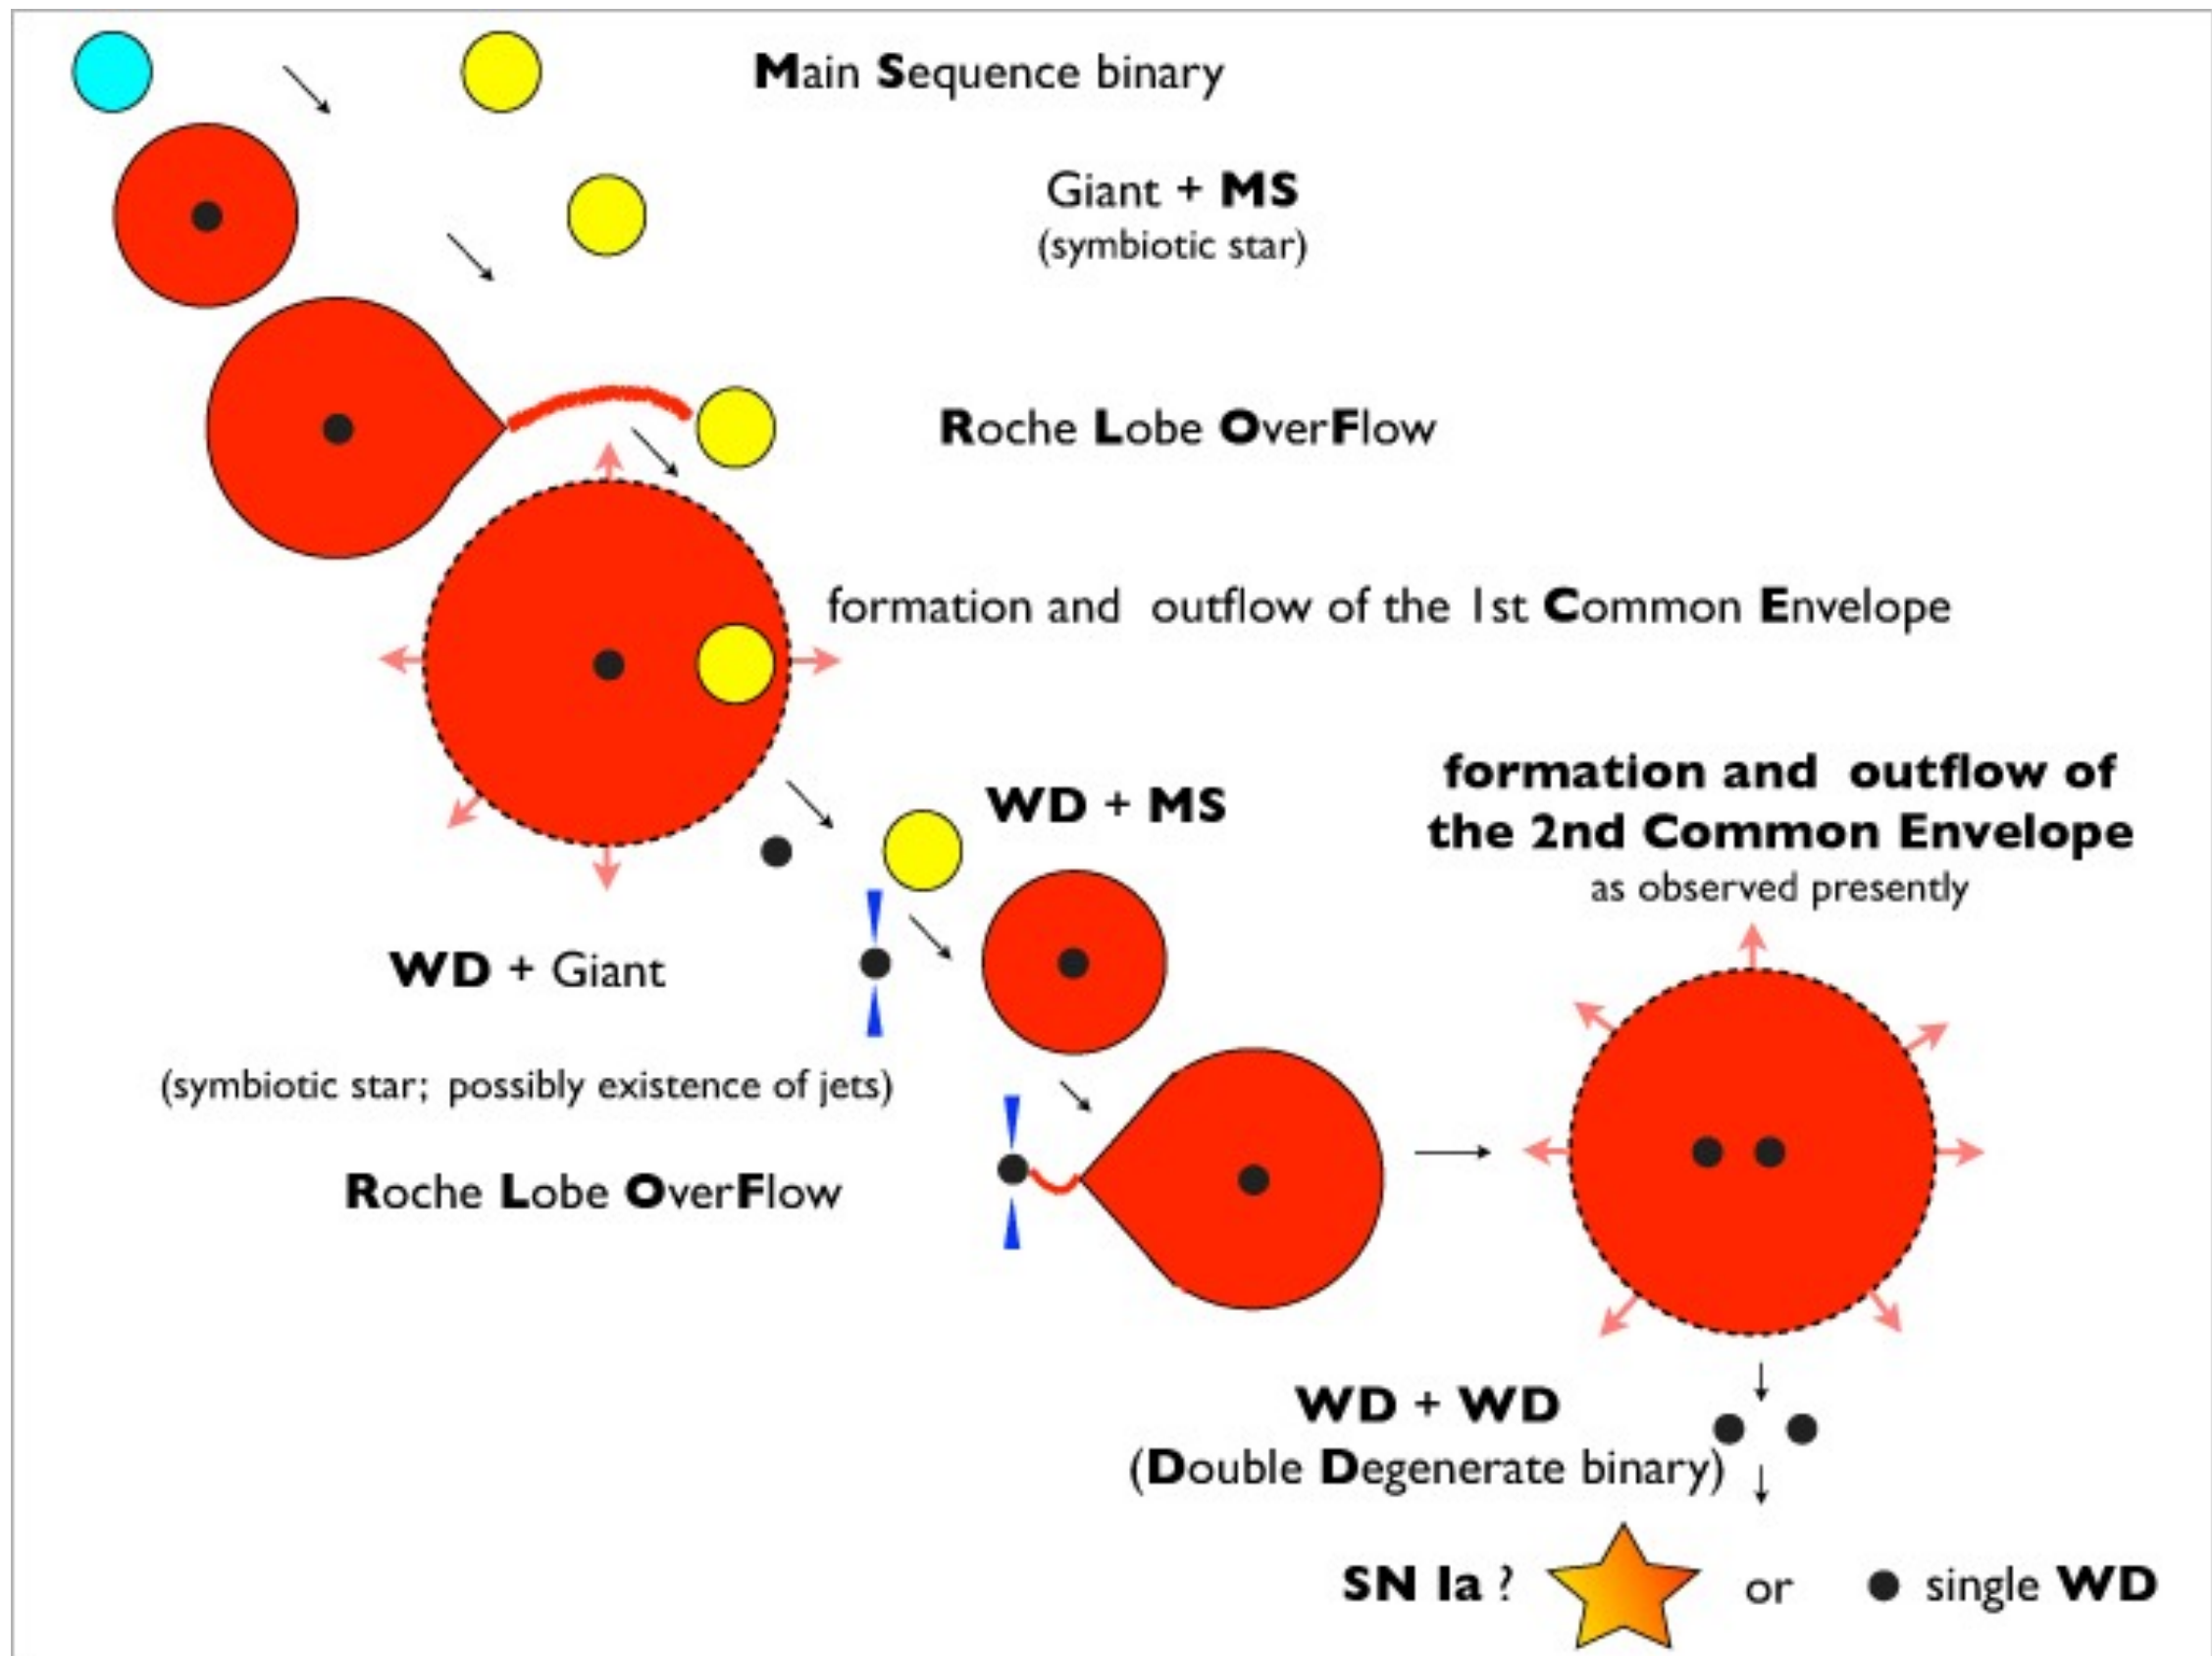 Main Sequence binary
Giant + MS
(symbiotic star)
Roche Lobe OverFlow
formation and outflow of the 1st Common Envelope
WD + MS
formation and outflow of
the 2nd Common Envelope
as observed presently
WD + Giant
(symbiotic star; possibly existence of jets)
Roche Lobe OverFlow
WD + WD
(Double Degenerate binary)
SN Ia ? or single WD